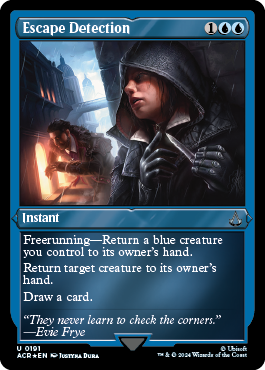 Escape Detection 1
Instant
Freerunning—Return a blue creature
you control to its owner's hand.
Return target creature to its owner's
hand.
Draw a card.
"They never learn to check the corners."
—Evie Frye
U 0191 © Ubisoft
ACR★EN Justyna Dura ™ & © 2024 Wizards of the Coast